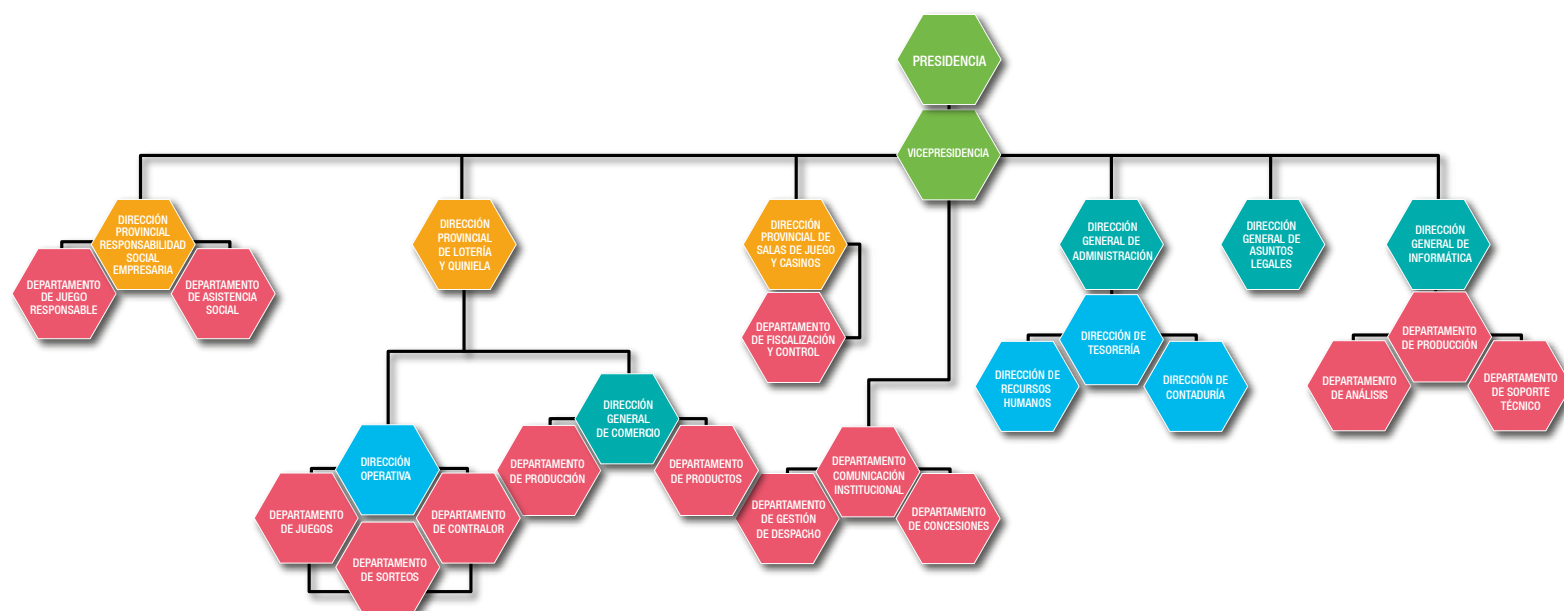 PRESIDENCIA
VICEPRESIDENCIA
DIRECCIÓN
PROVINCIAL
RESPONSABILIDAD
SOCIAL
EMPRESARIA
DEPARTAMENTO
DE JUEGO
RESPONSABLE
DEPARTAMENTO
DE ASISTENCIA
SOCIAL
DIRECCIÓN
PROVINCIAL
DE LOTERÍA
Y QUINIELA
DIRECCIÓN
OPERATIVA
DEPARTAMENTO
DE JUEGOS
DEPARTAMENTO
DE SORTEOS
DEPARTAMENTO
DE CONTRALOR
DIRECCIÓN
GENERAL
DE COMERCIO
DEPARTAMENTO
DE PRODUCCIÓN
DEPARTAMENTO
DE PRODUCTOS
DIRECCIÓN
PROVINCIAL DE
SALAS DE JUEGO
Y CASINOS
DEPARTAMENTO
DE FISCALIZACIÓN
Y CONTROL
DEPARTAMENTO
COMUNICACIÓN
INSTITUCIONAL
DEPARTAMENTO
DE GESTIÓN
DE DESPACHO
DEPARTAMENTO
DE CONCESIONES
DIRECCIÓN
GENERAL DE
ADMINISTRACIÓN
DIRECCIÓN DE
TESORERÍA
DIRECCIÓN DE
RECURSOS
HUMANOS
DIRECCIÓN DE
CONTADURÍA
DIRECCIÓN
GENERAL DE
ASUNTOS
LEGALES
DIRECCIÓN
GENERAL DE
INFORMÁTICA
DEPARTAMENTO
DE PRODUCCIÓN
DEPARTAMENTO
DE ANÁLISIS
DEPARTAMENTO
DE SOPORTE
TÉCNICO